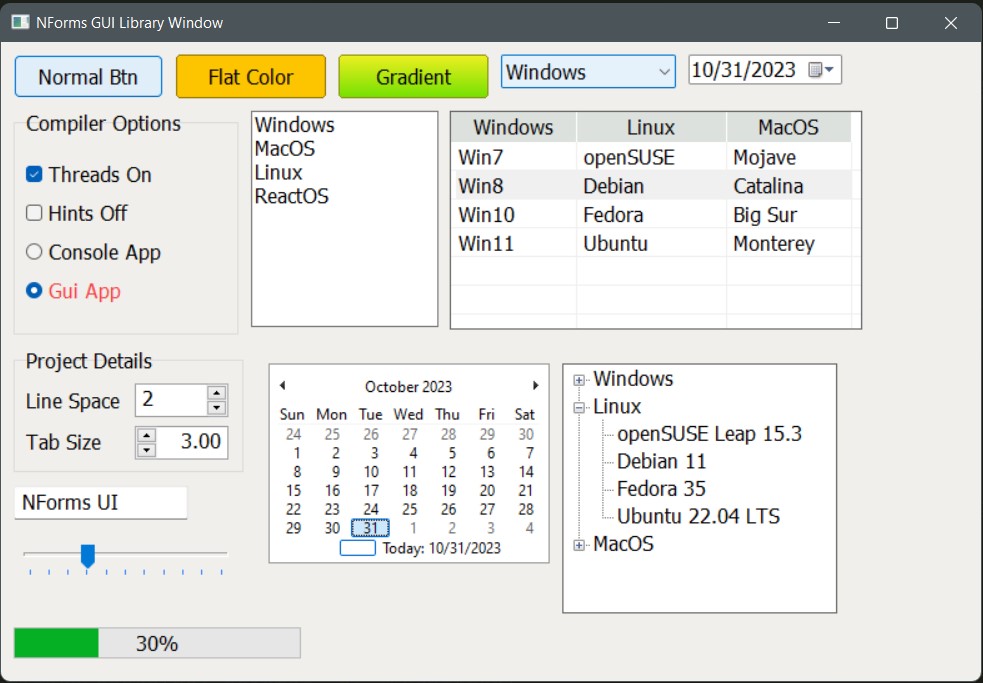 NForms GUI Library Window
Normal Btn Flat Color Gradient Windows 10/31/2023
Compiler Options
Threads On
Hints Off
Console App
Gui App
Windows
MacOS
Linux
ReactOS
Windows Linux MacOS
Win7 openSUSE Mojave
Win8 Debian Catalina
Win10 Fedora Big Sur
Win11 Ubuntu Monterey
Project Details
Line Space 2
Tab Size 3.00
NForms UI
30%
October 2023
Sun Mon Tue Wed Thu Fri Sat
24 25 26 27 28 29 30
1 2 3 4 5 6 7
8 9 10 11 12 13 14
15 16 17 18 19 20 21
22 23 24 25 26 27 28
29 30 31 1 2 3 4
Today: 10/31/2023
Windows
Linux
openSUSE Leap 15.3
Debian 11
Fedora 35
Ubuntu 22.04 LTS
MacOS